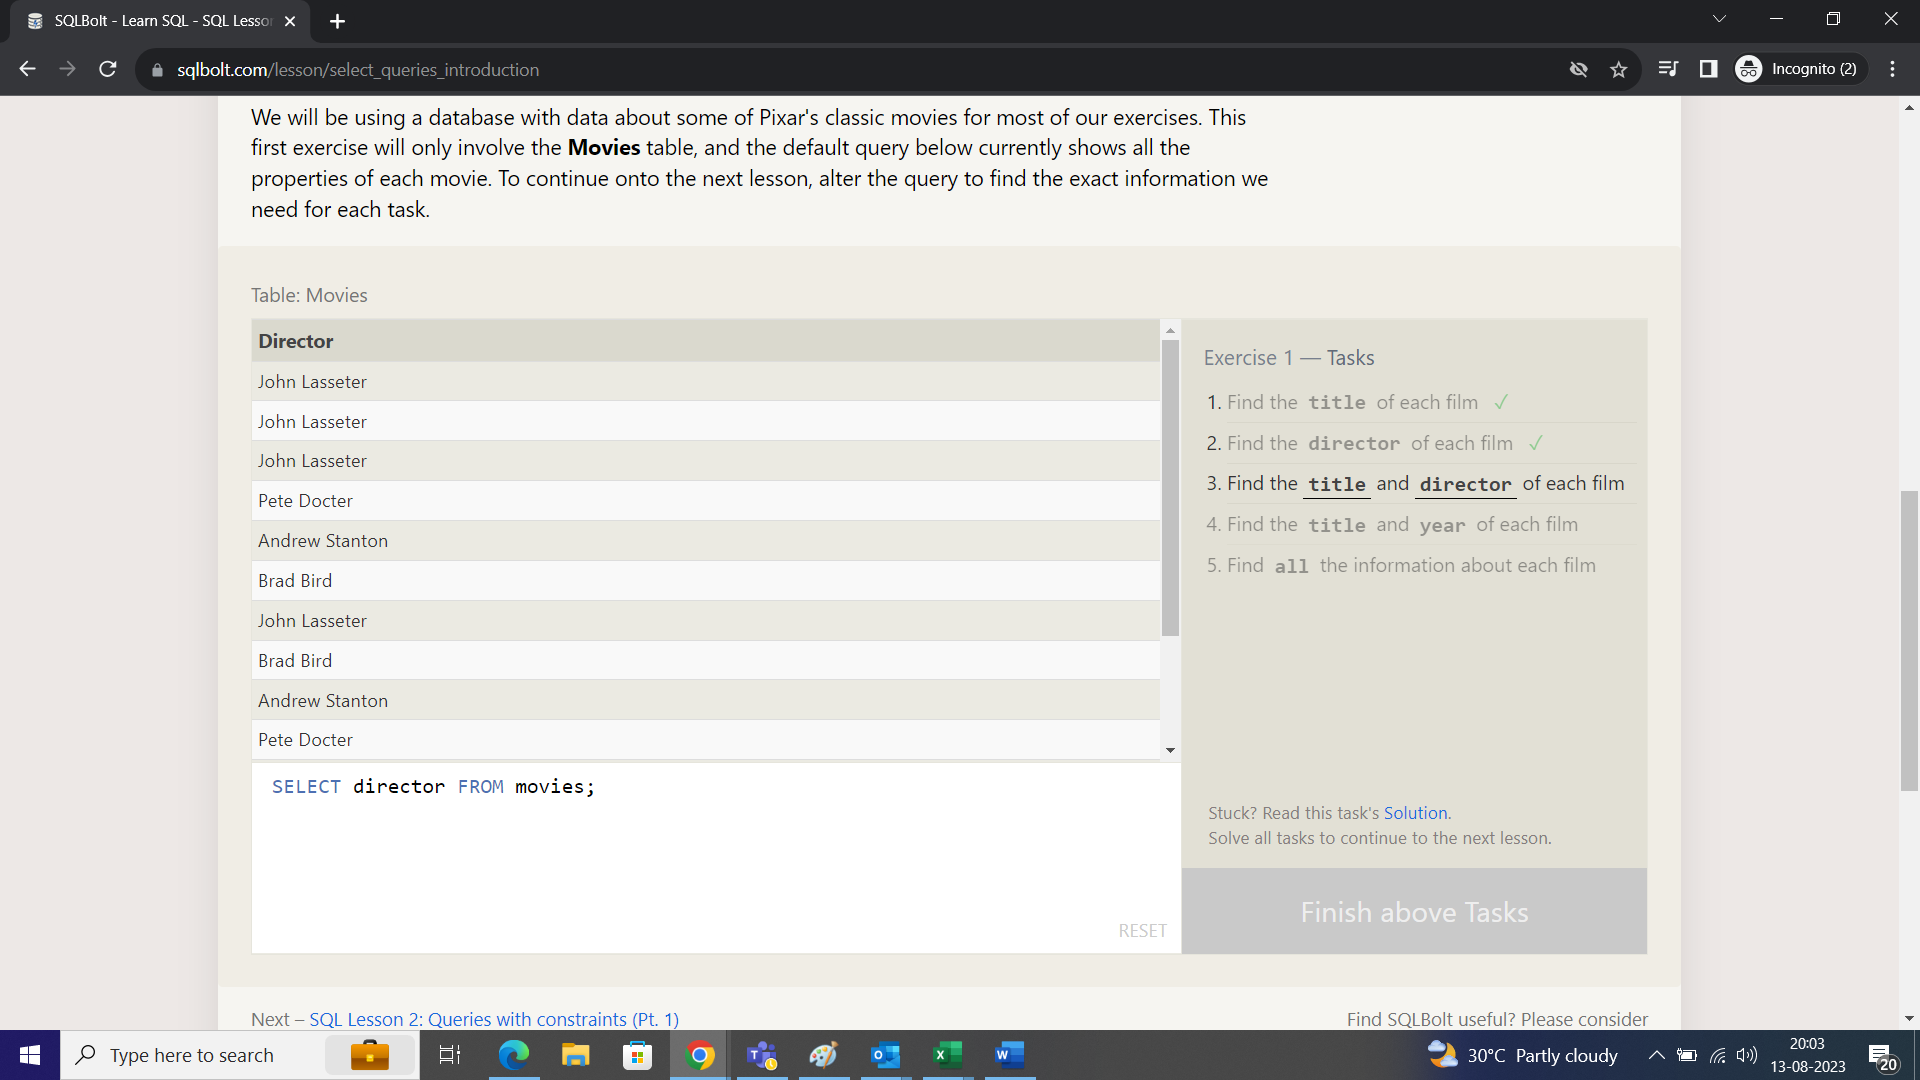 SQLBolt - Learn SQL - SQL Lesso
sqlbolt.com/lesson/select_queries_introduction
Incognito (2)
We will be using a database with data about some of Pixar's classic movies for most of our exercises. This
first exercise will only involve the Movies table, and the default query below currently shows all the
properties of each movie. To continue onto the next lesson, alter the query to find the exact information we
need for each task.
Table: Movies
Director
John Lasseter
John Lasseter
John Lasseter
Pete Docter
Andrew Stanton
Brad Bird
John Lasseter
Brad Bird
Andrew Stanton
Pete Docter
SELECT director FROM movies;
RESET
Exercise 1 — Tasks
1. Find the title of each film ✓
2. Find the director of each film ✓
3. Find the title and director of each film
4. Find the title and year of each film
5. Find all the information about each film
Stuck? Read this task's Solution.
Solve all tasks to continue to the next lesson.
Finish above Tasks
Next – SQL Lesson 2: Queries with constraints (Pt. 1)
Find SQLBolt useful? Please consider
Type here to search
30°C Partly cloudy
20:03
13-08-2023
20